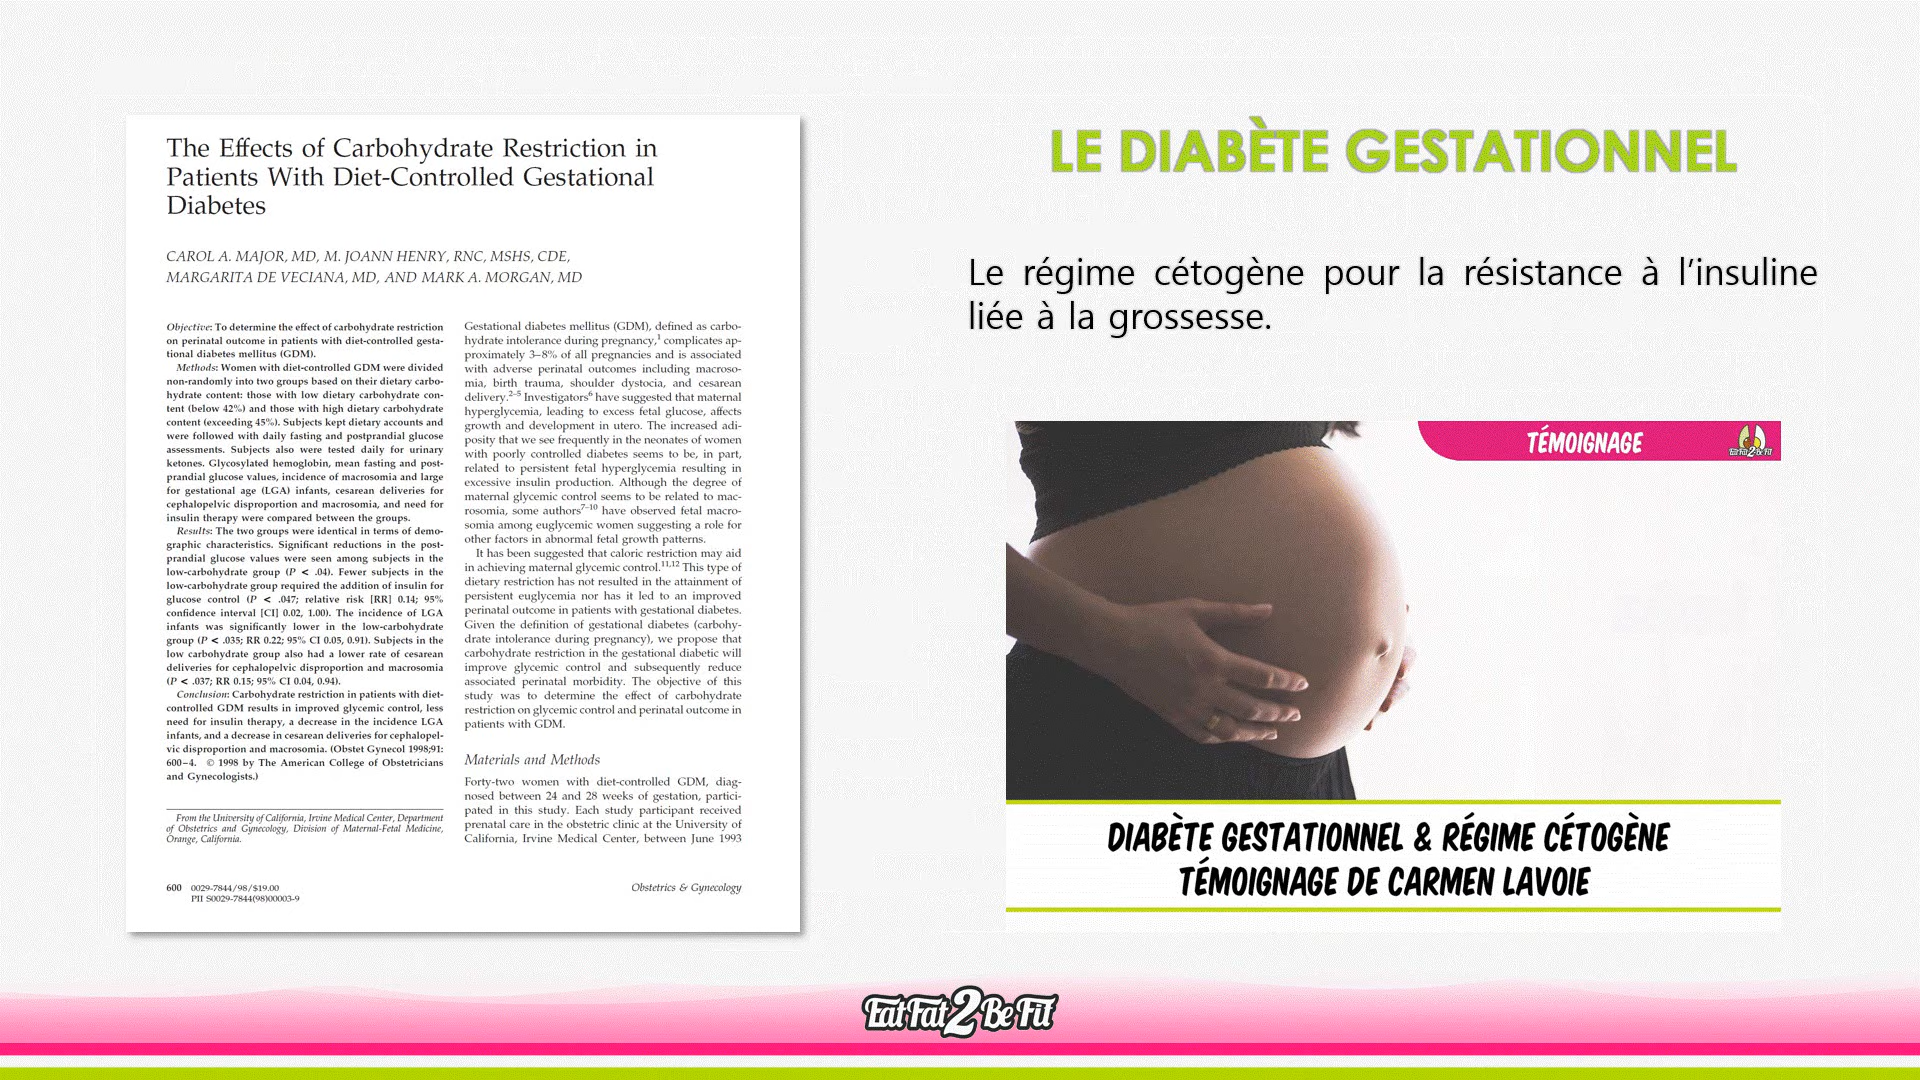 The Effects of Carbohydrate Restriction in
Patients With Diet-Controlled Gestational
Diabetes
CAROL A. MAJOR, MD, M. JOANN HENRY, RNC, MSHS, CDE,
MARGARITA DE VECIANA, MD, AND MARK A. MORGAN, MD
Objective: To determine the effect of carbohydrate restriction
on perinatal outcome in patients with diet-controlled gesta-
tional diabetes mellitus (GDM).
Methods: Women with diet-controlled GDM were divided
non-randomly into two groups based on their dietary carbo-
hydrate content: those with low dietary carbohydrate con-
tent (below 42%) and those with high dietary carbohydrate
content (exceeding 45%). Subjects kept dietary accounts and
were followed with daily fasting and postprandial glucose
assessments. Subjects also were tested daily for urinary
ketones. Glycosylated hemoglobin, mean fasting and post-
prandial glucose values, incidence of macrosomia and large
for gestational age (LGA) infants, cesarean deliveries for
cephalopelvic disproportion and macrosomia, and need for
insulin therapy were compared between the groups.
Results: The two groups were identical in terms of demo-
graphic characteristics. Significant reductions in the post-
prandial glucose values were seen among subjects in the
low-carbohydrate group (P < .04). Fewer subjects in the
low-carbohydrate group required the addition of insulin for
glucose control (P < .047; relative risk [RR] 0.14; 95%
confidence interval [CI] 0.02, 1.00). The incidence of LGA
infants was significantly lower in the low-carbohydrate
group (P < .035; RR 0.22; 95% CI 0.05, 0.91). Subjects in the
low carbohydrate group also had a lower rate of cesarean
deliveries for cephalopelvic disproportion and macrosomia
(P < .037; RR 0.15; 95% CI 0.04, 0.94).
Conclusion: Carbohydrate restriction in patients with diet-
controlled GDM results in improved glycemic control, less
need for insulin therapy, a decrease in the incidence LGA
infants, and a decrease in cesarean deliveries for cephalopel-
vic disproportion and macrosomia. (Obstet Gynecol 1998;91:
600–4. © 1998 by The American College of Obstetricians
and Gynecologists.)
From the University of California, Irvine Medical Center, Department
of Obstetrics and Gynecology, Division of Maternal-Fetal Medicine,
Orange, California.
Gestational diabetes mellitus (GDM), defined as carbo-
hydrate intolerance during pregnancy,1 complicates ap-
proximately 3–8% of all pregnancies and is associated
with adverse perinatal outcomes including macroso-
mia, birth trauma, shoulder dystocia, and cesarean
delivery.2–5 Investigators6 have suggested that maternal
hyperglycemia, leading to excess fetal glucose, affects
growth and development in utero. The increased adi-
posity that we see frequently in the neonates of women
with poorly controlled diabetes seems to be, in part,
related to persistent fetal hyperglycemia resulting in
excessive insulin production. Although the degree of
maternal glycemic control seems to be related to mac-
rosomia, some authors7–10 have observed fetal macro-
somia among euglycemic women suggesting a role for
other factors in abnormal fetal growth patterns.
It has been suggested that caloric restriction may aid
in achieving maternal glycemic control.11,12 This type of
dietary restriction has not resulted in the attainment of
persistent euglycemia nor has it led to an improved
perinatal outcome in patients with gestational diabetes.
Given the definition of gestational diabetes (carbohy-
drate intolerance during pregnancy), we propose that
carbohydrate restriction in the gestational diabetic will
improve glycemic control and subsequently reduce
associated perinatal morbidity. The objective of this
study was to determine the effect of carbohydrate
restriction on glycemic control and perinatal outcome in
patients with GDM.
Materials and Methods
Forty-two women with diet-controlled GDM, diag-
nosed between 24 and 28 weeks of gestation, partici-
pated in this study. Each study participant received
prenatal care in the obstetric clinic at the University of
California, Irvine Medical Center, between June 1993
600 0029-7844/98/$19.00
PII S0029-7844(98)00003-9
Obstetrics & Gynecology
LE DIABÈTE GESTATIONNEL
Le régime cétogène pour la résistance à l’insuline
liée à la grossesse.
TÉMOIGNAGE
EatFat2BeFit
DIABÈTE GESTATIONNEL & RÉGIME CÉTOGÈNE
TÉMOIGNAGE DE CARMEN LAVOIE
EatFat2BeFit